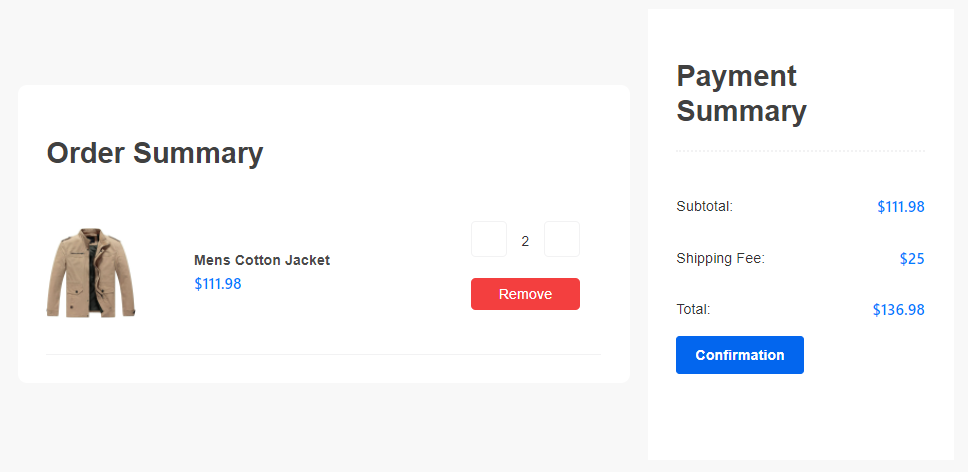 Order Summary
Mens Cotton Jacket
$111.98
2
Remove
Payment
Summary
Subtotal: $111.98
Shipping Fee: $25
Total: $136.98
Confirmation